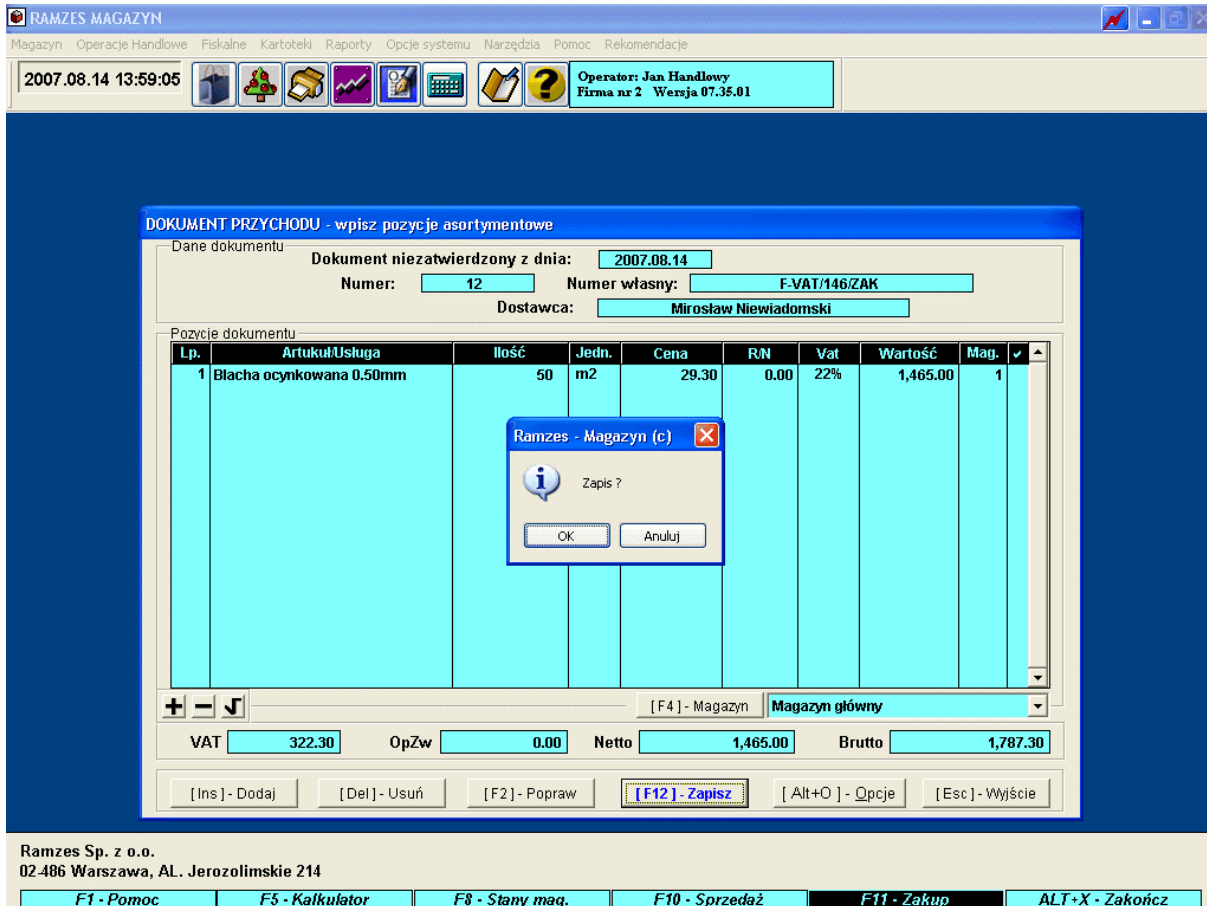 RAMZES MAGAZYN
Magazyn Operacje Handlowe Fiskalne Kartoteki Raporty Opcje systemu Narzędzia Pomoc Rekomendacje
2007.08.14 13:59:05
Operator: Jan Handlowy
Firma nr 2 Wersja 07.35.01
DOKUMENT PRZYCHODU - wpisz pozycje asortymentowe
Dane dokumentu
Dokument niezatwierdzony z dnia: 2007.08.14
Numer: 12 Numer własny: F-VAT/146/ZAK
Dostawca: Mirosław Niewiadomski
Pozycje dokumentu
Lp. Artukuł/Usługa Ilość Jedn. Cena R/N Vat Wartość Mag.
1 Blacha ocynkowana 0.50mm 50 m2 29.30 0.00 22% 1,465.00 1
Ramzes - Magazyn (c)
Zapis ?
OK Anuluj
[ F4 ] - Magazyn Magazyn główny
VAT 322.30 OpZw 0.00 Netto 1,465.00 Brutto 1,787.30
[ Ins ] - Dodaj [ Del ] - Usuń [ F2 ] - Popraw [ F12 ] - Zapisz [ Alt+O ] - Opcje [ Esc ] - Wyjście
Ramzes Sp. z o.o.
02-486 Warszawa, AL. Jerozolimskie 214
F1 - Pomoc F5 - Kalkulator F8 - Stany mag. F10 - Sprzedaż F11 - Zakup ALT+X - Zakończ